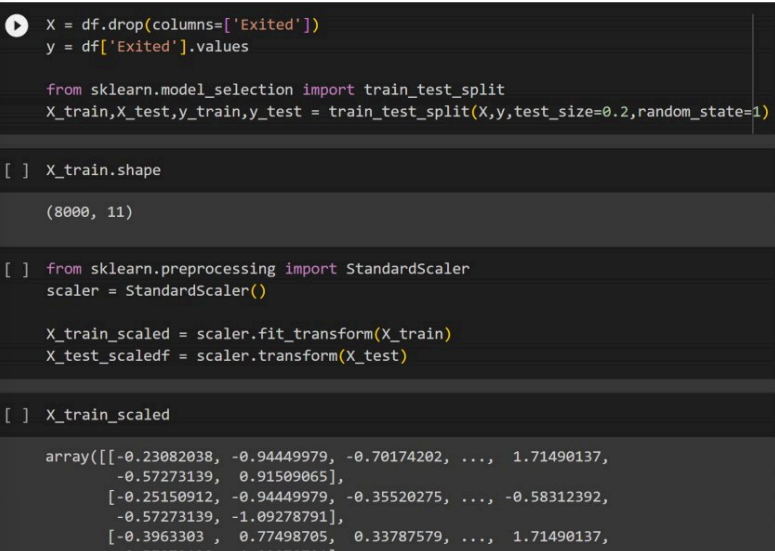 X = df.drop(columns=['Exited'])
y = df['Exited'].values
from sklearn.model_selection import train_test_split
X_train,X_test,y_train,y_test = train_test_split(X,y,test_size=0.2,random_state=1)
[ ] X_train.shape
(8000, 11)
[ ] from sklearn.preprocessing import StandardScaler
scaler = StandardScaler()
X_train_scaled = scaler.fit_transform(X_train)
X_test_scaledf = scaler.transform(X_test)
[ ] X_train_scaled
array([[-0.23082038, -0.94449979, -0.70174202, ..., 1.71490137,
-0.57273139, 0.91509065],
[-0.25150912, -0.94449979, -0.35520275, ..., -0.58312392,
-0.57273139, -1.09278791],
[-0.3963303 , 0.77498705, 0.33787579, ..., 1.71490137,